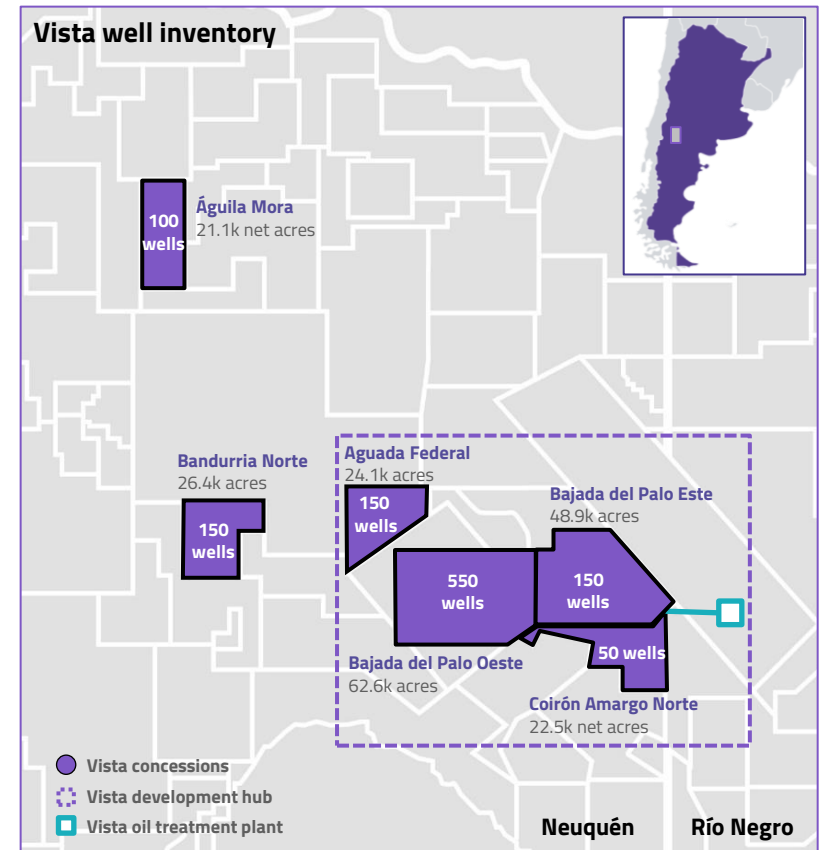 Vista well inventory
100
wells
Águila Mora
21.1k net acres
Bandurria Norte
26.4k acres
150
wells
Aguada Federal
24.1k acres
150
wells
Bajada del Palo Este
48.9k acres
550
wells
150
wells
50 wells
Bajada del Palo Oeste
62.6k acres
Coirón Amargo Norte
22.5k net acres
Vista concessions
Vista development hub
Vista oil treatment plant
Neuquén
Río Negro